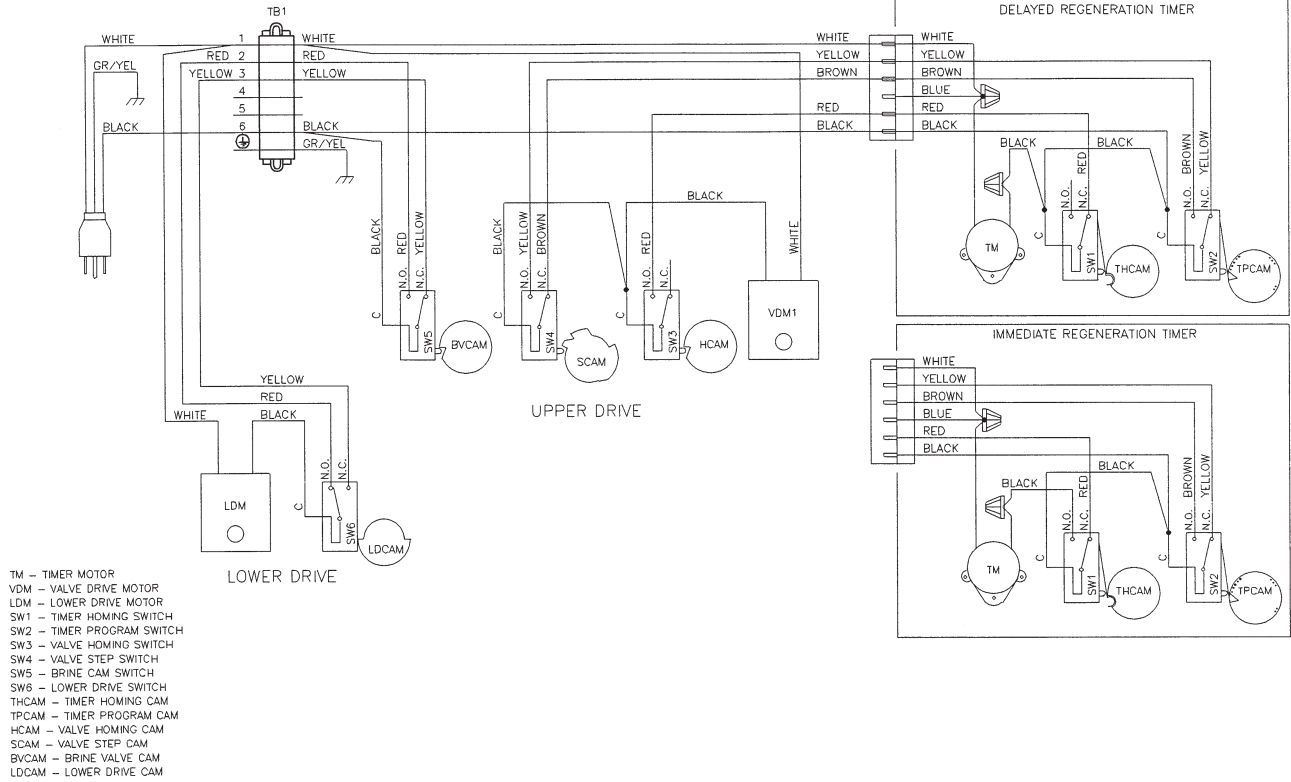 TB1
DELAYED REGENERATION TIMER
WHITE
1
WHITE
RED 2
RED
YELLOW 3
YELLOW
GR/YEL
4
5
BLACK
6
BLACK
GR/YEL
WHITE
YELLOW
BROWN
RED
BLACK
WHITE
YELLOW
BROWN
BLUE
RED
BLACK
BLACK
BLACK
RED
BROWN
YELLOW
N.O.
N.C.
N.O.
N.C.
C
C
TM
SW1
THCAM
SW2
TPCAM
BLACK
RED
YELLOW
N.O.
N.C.
C
SW5
BVCAM
BLACK
YELLOW
BROWN
N.O.
N.C.
C
SW4
SCAM
BLACK
RED
N.O.
N.C.
C
SW3
HCAM
WHITE
VDM1
UPPER DRIVE
IMMEDIATE REGENERATION TIMER
WHITE
YELLOW
BROWN
BLUE
RED
BLACK
BLACK
BLACK
RED
BROWN
YELLOW
N.O.
N.C.
N.O.
N.C.
C
C
TM
SW1
THCAM
SW2
TPCAM
YELLOW
RED
WHITE
BLACK
N.O.
N.C.
C
LDM
SW6
LDCAM
LOWER DRIVE
TM – TIMER MOTOR
VDM – VALVE DRIVE MOTOR
LDM – LOWER DRIVE MOTOR
SW1 – TIMER HOMING SWITCH
SW2 – TIMER PROGRAM SWITCH
SW3 – VALVE HOMING SWITCH
SW4 – VALVE STEP SWITCH
SW5 – BRINE CAM SWITCH
SW6 – LOWER DRIVE SWITCH
THCAM – TIMER HOMING CAM
TPCAM – TIMER PROGRAM CAM
HCAM – VALVE HOMING CAM
SCAM – VALVE STEP CAM
BVCAM – BRINE VALVE CAM
LDCAM – LOWER DRIVE CAM